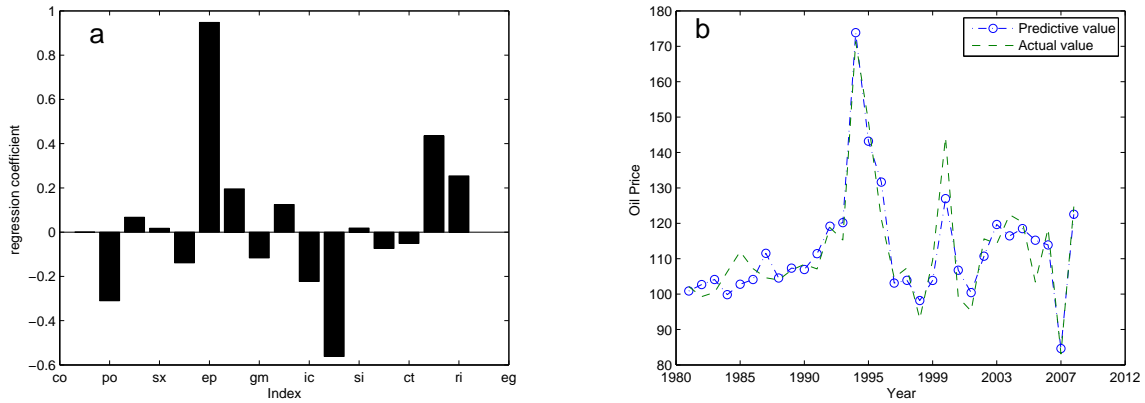 a
1
0.8
0.6
0.4
0.2
0
−0.2
−0.4
−0.6
regression coefficient
co po sx ep gm ic si ct ri eg
Index
b
180
170
160
150
140
130
120
110
100
90
80
Oil Price
Predictive value
Actual value
1980 1985 1990 1995 1999 2003 2007 2012
Year